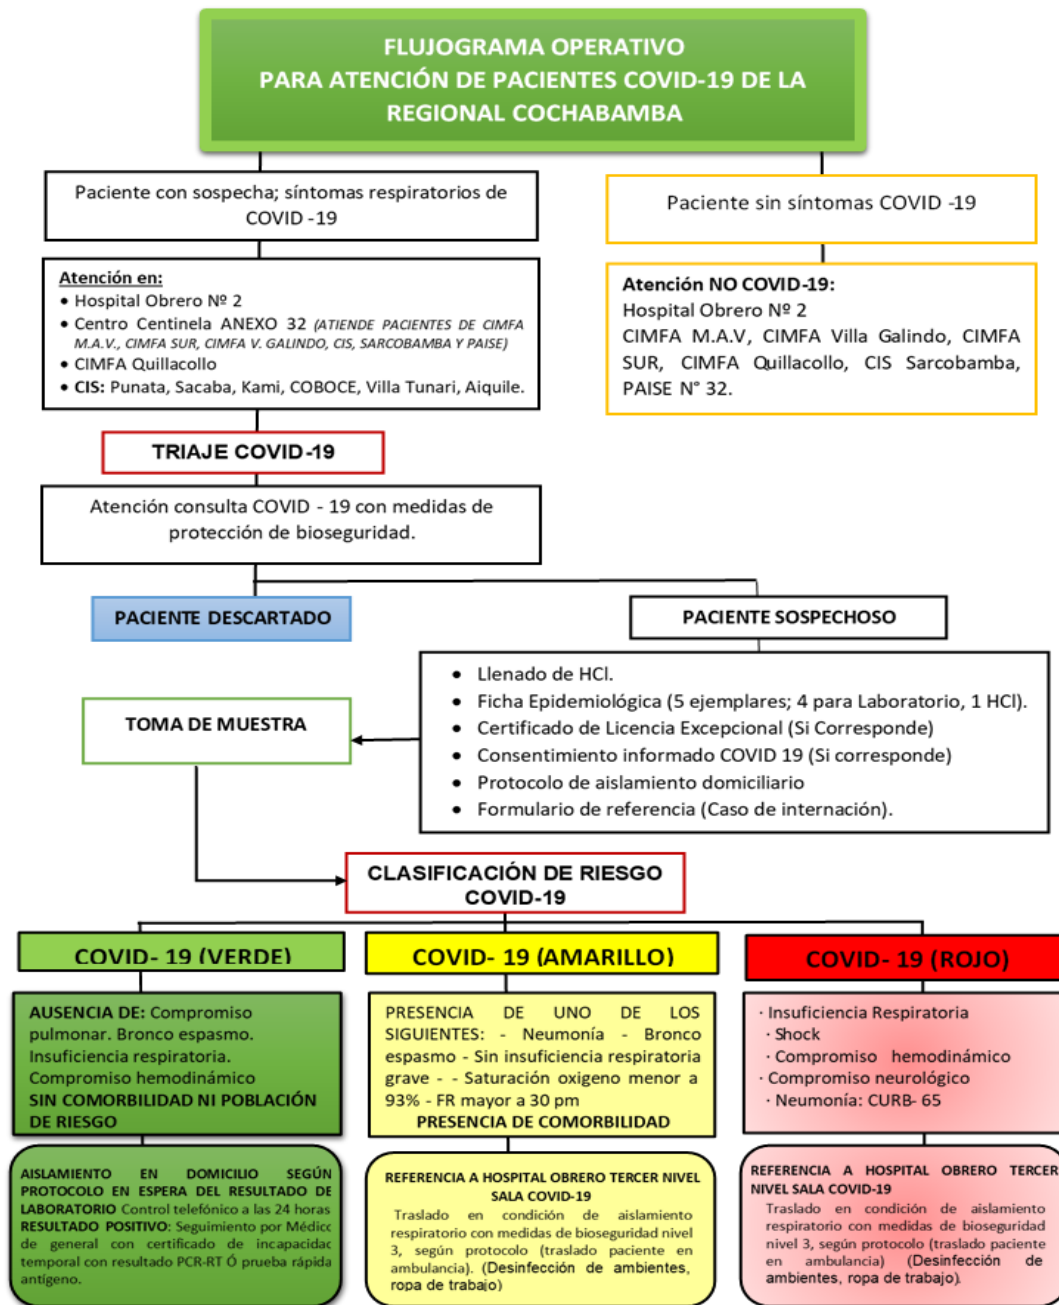 FLUJOGRAMA OPERATIVO
PARA ATENCIÓN DE PACIENTES COVID-19 DE LA
REGIONAL COCHABAMBA
Paciente con sospecha; síntomas respiratorios de
COVID -19
Paciente sin síntomas COVID -19
Atención en:
• Hospital Obrero Nº 2
• Centro Centinela ANEXO 32 (ATIENDE PACIENTES DE CIMFA
M.A.V., CIMFA SUR, CIMFA V. GALINDO, CIS, SARCOBAMBA Y PAISE)
• CIMFA Quillacollo
• CIS: Punata, Sacaba, Kami, COBOCE, Villa Tunari, Aiquile.
Atención NO COVID-19:
Hospital Obrero Nº 2
CIMFA M.A.V, CIMFA Villa Galindo, CIMFA
SUR, CIMFA Quillacollo, CIS Sarcobamba,
PAISE N° 32.
TRIAJE COVID-19
Atención consulta COVID - 19 con medidas de
protección de bioseguridad.
PACIENTE DESCARTADO
PACIENTE SOSPECHOSO
• Llenado de HCl.
• Ficha Epidemiológica (5 ejemplares; 4 para Laboratorio, 1 HCl).
• Certificado de Licencia Excepcional (Si Corresponde)
• Consentimiento informado COVID 19 (Si corresponde)
• Protocolo de aislamiento domiciliario
• Formulario de referencia (Caso de internación).
TOMA DE MUESTRA
CLASIFICACIÓN DE RIESGO
COVID-19
COVID- 19 (VERDE)
AUSENCIA DE: Compromiso
pulmonar. Bronco espasmo.
Insuficiencia respiratoria.
Compromiso hemodinámico
SIN COMORBILIDAD NI POBLACIÓN
DE RIESGO
AISLAMIENTO EN DOMICILIO SEGÚN
PROTOCOLO EN ESPERA DEL RESULTADO DE
LABORATORIO Control telefónico a las 24 horas
RESULTADO POSITIVO: Seguimiento por Médicc
de general con certificado de incapacidac
temporal con resultado PCR-RT Ó prueba rápida
antígeno.
COVID- 19 (AMARILLO)
PRESENCIA DE UNO DE LOS
SIGUIENTES: - Neumonía - Bronco
espasmo - Sin insuficiencia respiratoria
grave - - Saturación oxigeno menor a
93% - FR mayor a 30 pm
PRESENCIA DE COMORBILIDAD
REFERENCIA A HOSPITAL OBRERO TERCER NIVEL
SALA COVID-19
Traslado en condición de aislamiento
respiratorio con medidas de bioseguridad nivel
3, según protocolo (traslado paciente en
ambulancia). (Desinfección de ambientes,
ropa de trabajo)
COVID- 19 (ROJO)
· Insuficiencia Respiratoria
· Shock
· Compromiso hemodinámico
· Compromiso neurológico
· Neumonía: CURB- 65
REFERENCIA A HOSPITAL OBRERO TERCER
NIVEL SALA COVID-19
Traslado en condición de aislamiento
respiratorio con medidas de bioseguridad
nivel 3, según protocolo (traslado paciente
en ambulancia) (Desinfección de
ambientes, ropa de trabajo).